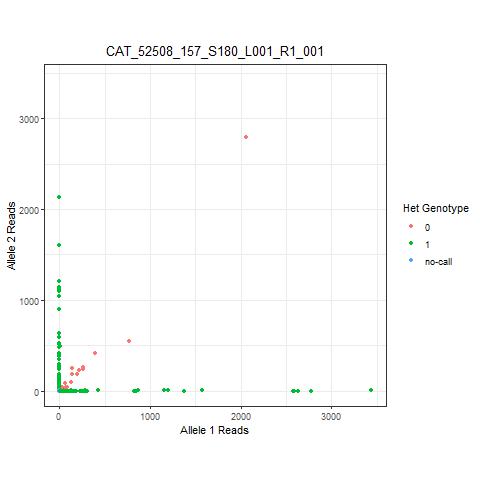 CAT_52508_157_S180_L001_R1_001
3000
2000
1000
0
Allele 2 Reads
0 1000 2000 3000
Allele 1 Reads
Het Genotype
0
1
no-call